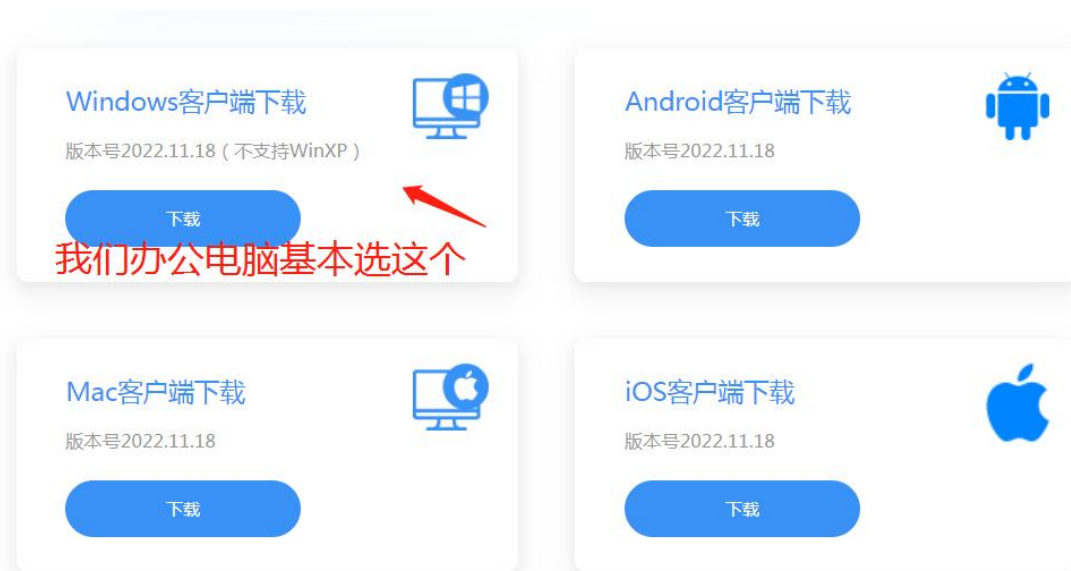 Windows客户端下载
版本号2022.11.18（不支持WinXP）
下载
我们办公电脑基本选这个
Android客户端下载
版本号2022.11.18
下载
Mac客户端下载
版本号2022.11.18
下载
iOS客户端下载
版本号2022.11.18
下载